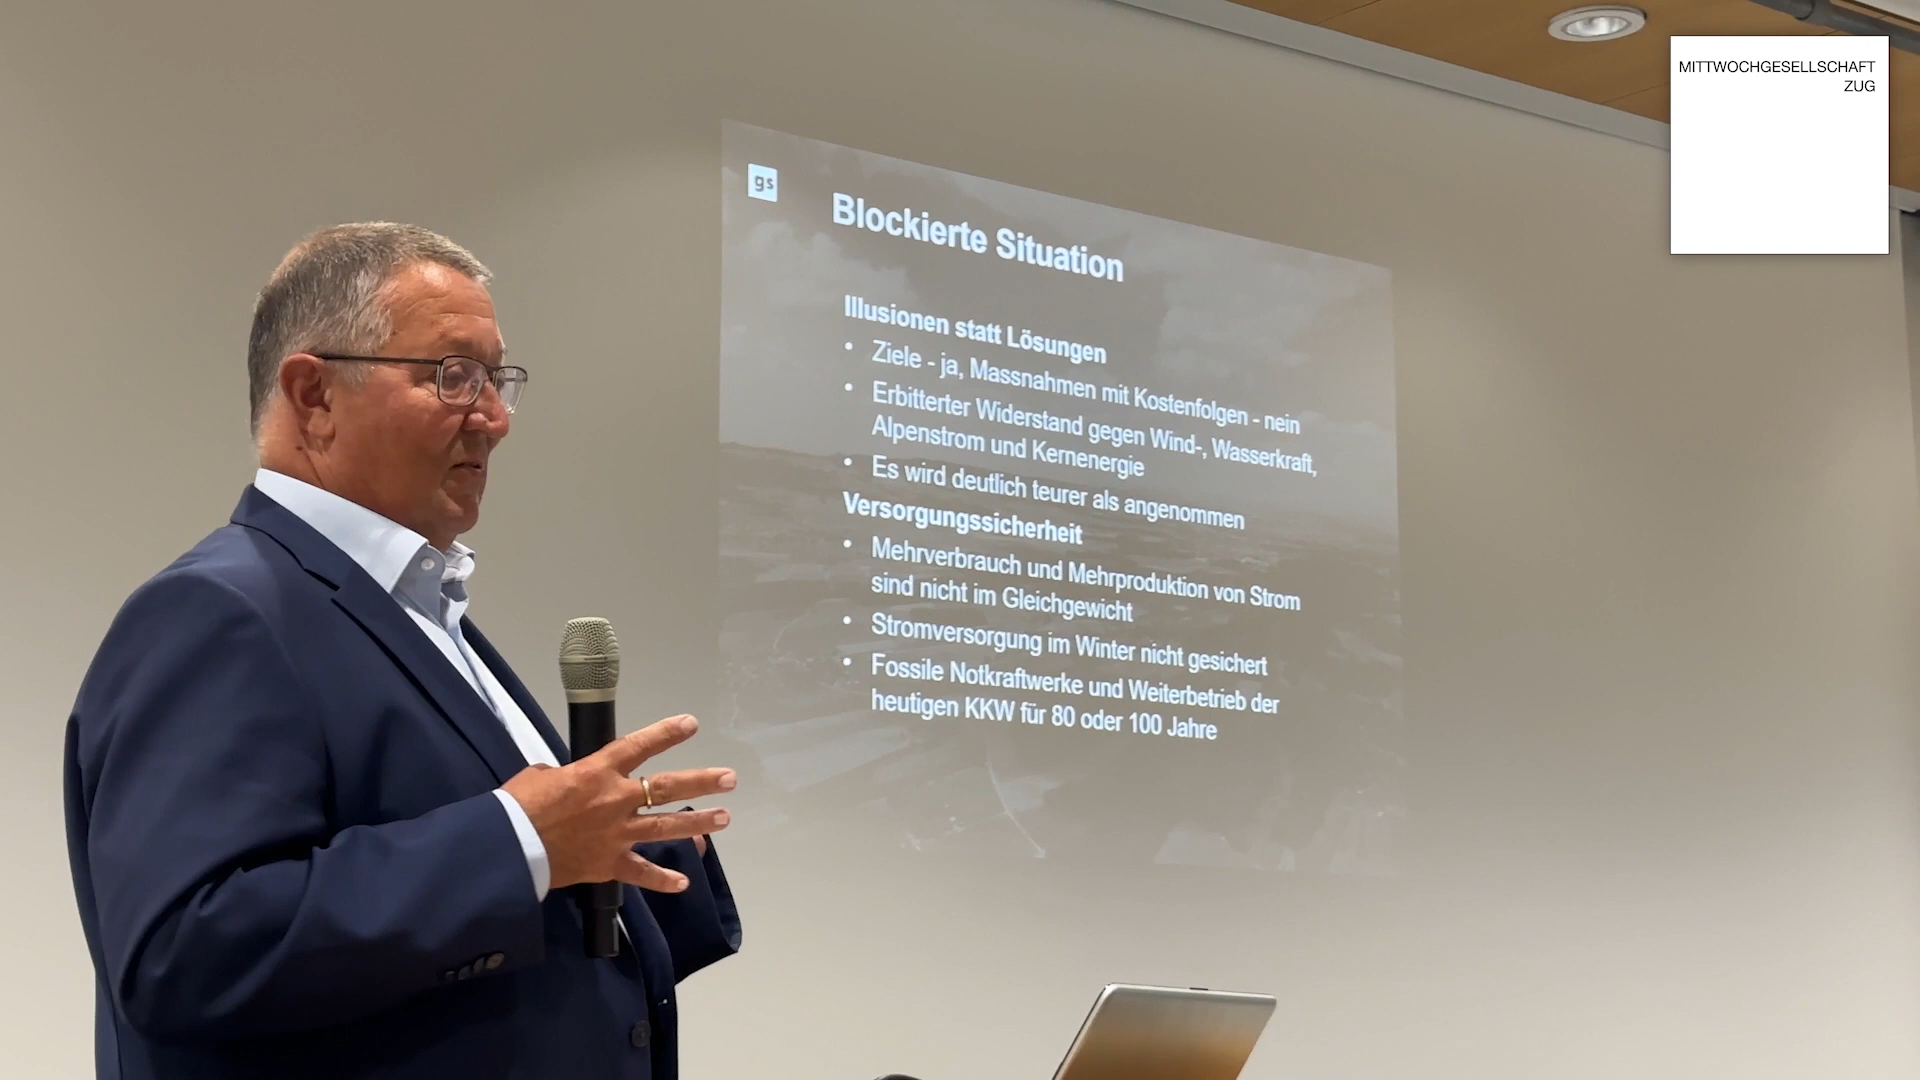 MITTWOCHGESELLSCHAFT
ZUG
gs
Blockierte Situation
Illusionen statt Lösungen
• Ziele - ja, Massnahmen mit Kostenfolgen - nein
• Erbitterter Widerstand gegen Wind-, Wasserkraft,
Alpenstrom und Kernenergie
• Es wird deutlich teurer als angenommen
Versorgungssicherheit
• Mehrverbrauch und Mehrproduktion von Strom
sind nicht im Gleichgewicht
• Stromversorgung im Winter nicht gesichert
• Fossile Notkraftwerke und Weiterbetrieb der
heutigen KKW für 80 oder 100 Jahre